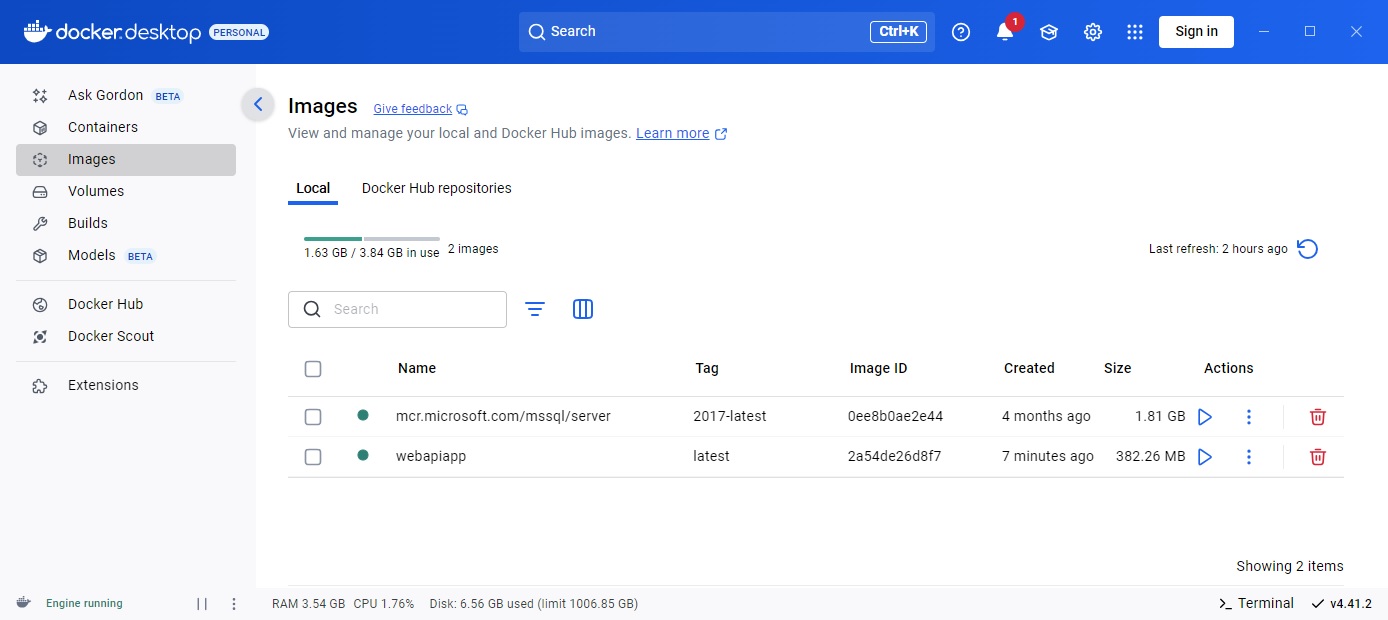 docker.desktop PERSONAL Search Ctrl+K 1 Sign in
Ask Gordon BETA
Containers
Images
Volumes
Builds
Models BETA
Docker Hub
Docker Scout
Extensions
Images Give feedback
View and manage your local and Docker Hub images. Learn more
Local Docker Hub repositories
1.63 GB / 3.84 GB in use 2 images Last refresh: 2 hours ago
Search
Name Tag Image ID Created Size Actions
mcr.microsoft.com/mssql/server 2017-latest 0ee8b0ae2e44 4 months ago 1.81 GB
webapiapp latest 2a54de26d8f7 7 minutes ago 382.26 MB
Showing 2 items
Engine running RAM 3.54 GB CPU 1.76% Disk: 6.56 GB used (limit 1006.85 GB) Terminal v4.41.2